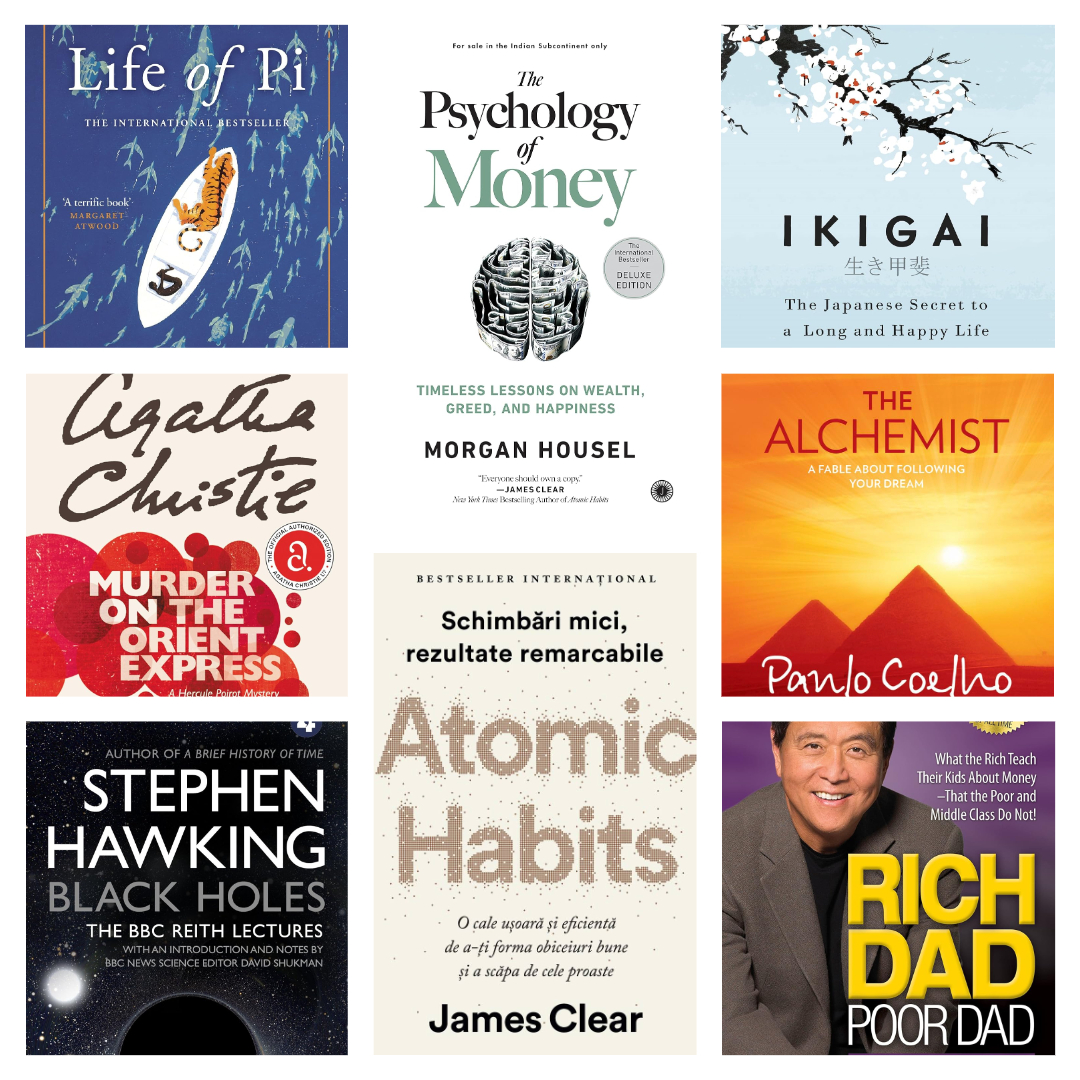 Life of Pi
THE INTERNATIONAL BESTSELLER
'A terrific book'
MARGARET
ATWOOD
For sale in the Indian Subcontinent only
The
Psychology
of
Money
The
International
Bestseller
DELUXE
EDITION
TIMELESS LESSONS ON WEALTH,
GREED, AND HAPPINESS
MORGAN HOUSEL
"Everyone should own a copy."
—JAMES CLEAR
New York Times Bestselling Author of Atomic Habits
IKIGAI
生き甲斐
The Japanese Secret to
a Long and Happy Life
Agatha
Christie
THE OFFICIAL AUTHORIZED EDITION
AGATHA CHRISTIE LTD
a.
MURDER
ON THE
ORIENT
EXPRESS
A Hercule Poirot Mystery
THE
ALCHEMIST
A FABLE ABOUT FOLLOWING
YOUR DREAM
Paulo Coelho
4
AUTHOR OF A BRIEF HISTORY OF TIME
STEPHEN
HAWKING
BLACK HOLES
THE BBC REITH LECTURES
WITH AN INTRODUCTION AND NOTES BY
BBC NEWS SCIENCE EDITOR DAVID SHUKMAN
BESTSELLER INTERNAȚIONAL
Schimbări mici,
rezultate remarcabile
Atomic
Habits
O cale ușoară și eficientă
de a-ți forma obiceiuri bune
și a scăpa de cele proaste
James Clear
ALL TIME
What the Rich Teach
Their Kids About Money
–That the Poor and
Middle Class Do Not!
RICH
DAD
POOR DAD